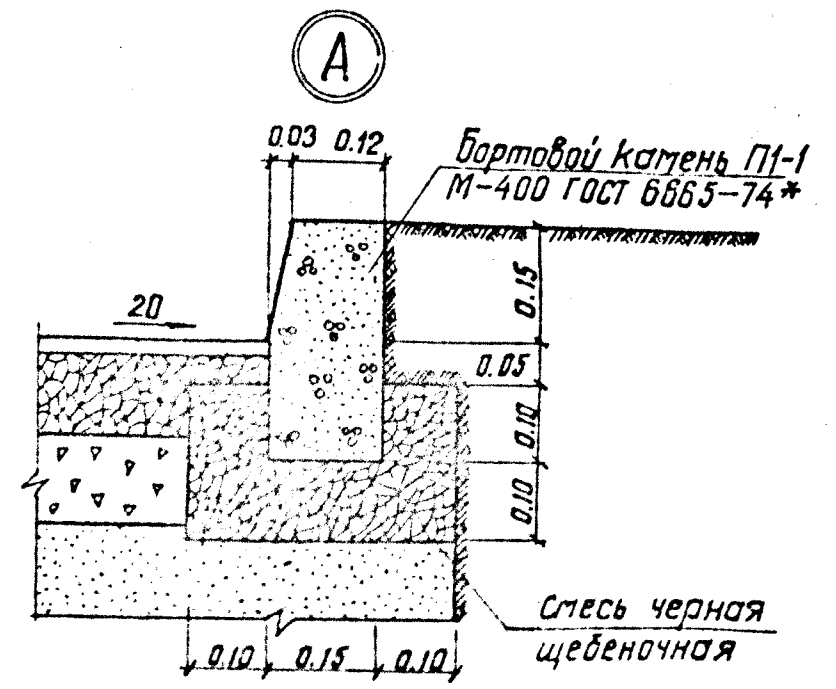 А
0.03 0.12
Бортовой камень П1-1
М-400 ГОСТ 6665-74*
20
0.15
0.05
0.10
0.10
Смесь черная
щебеночная
0.10 0.15 0.10